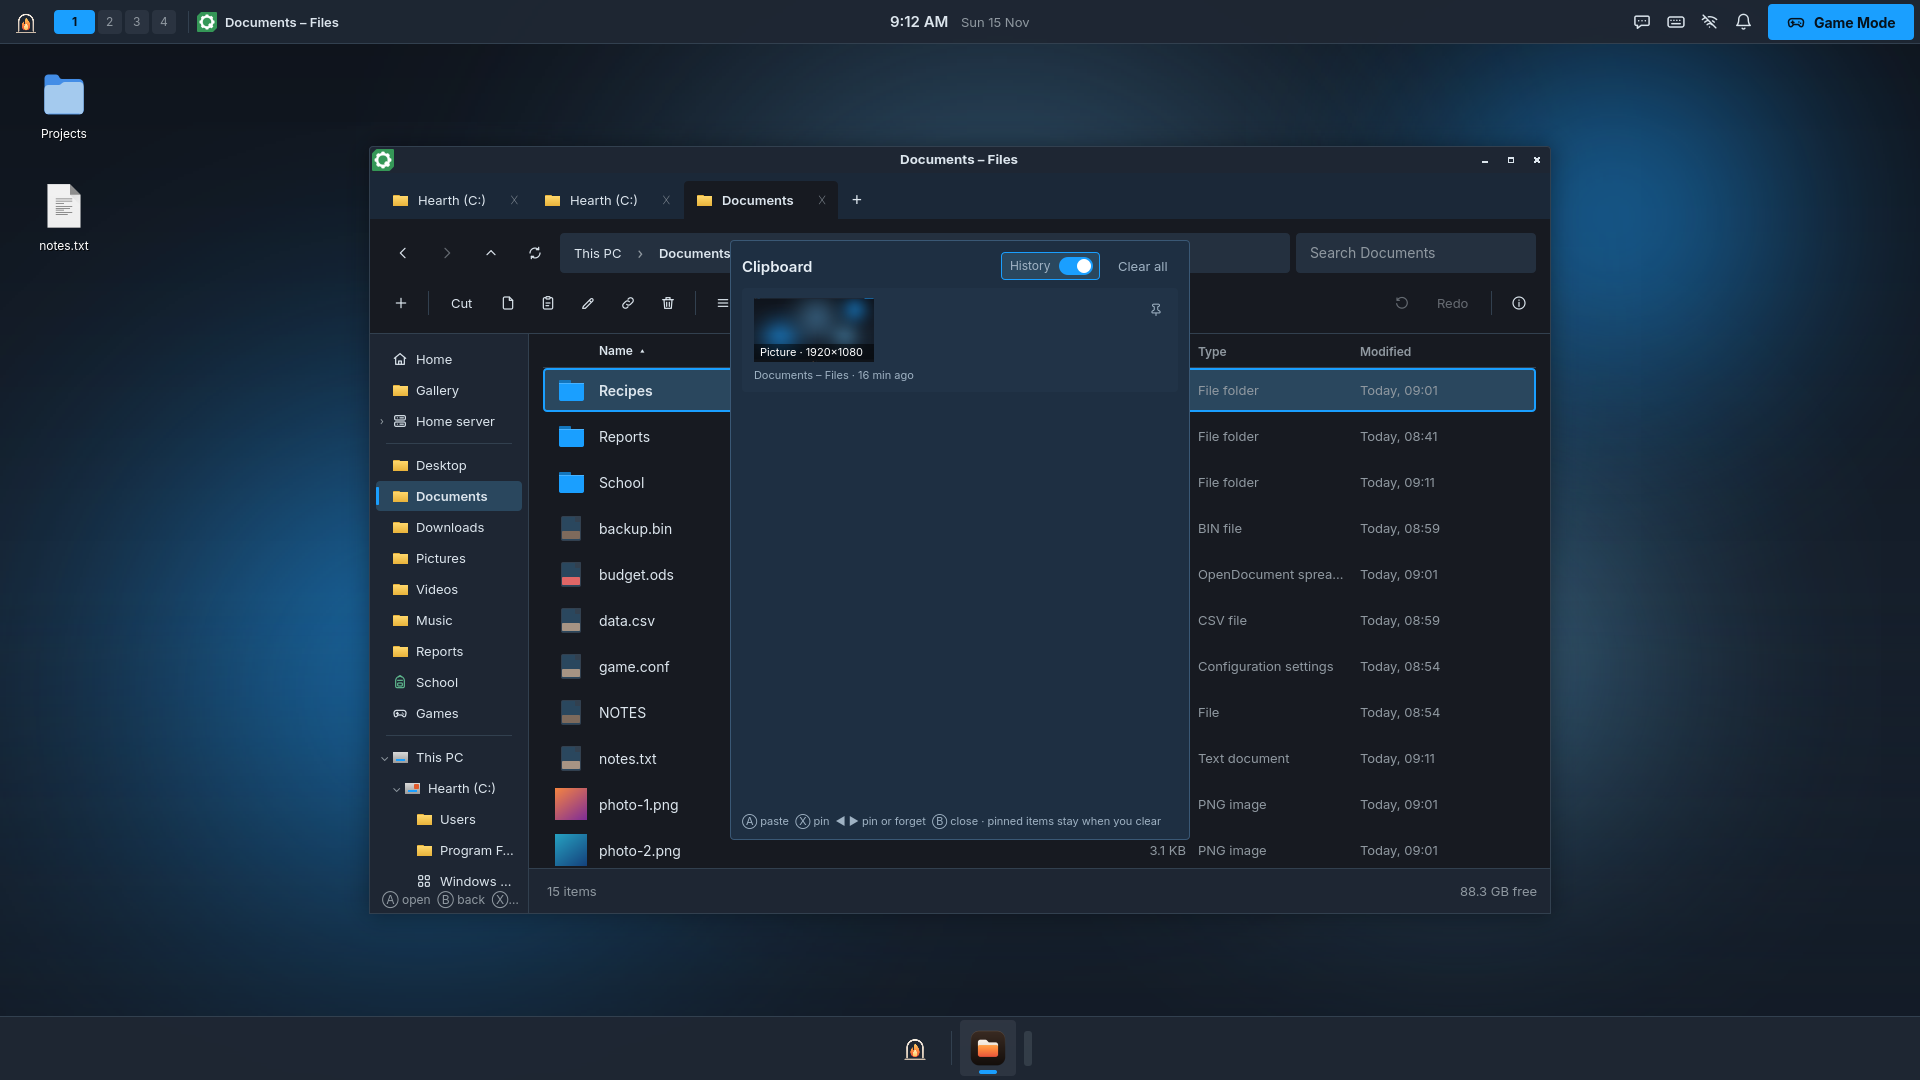 1 2 3 4 Documents – Files 9:12 AM Sun 15 Nov Game Mode
Projects
notes.txt
Documents – Files
Hearth (C:) X Hearth (C:) X Documents X +
This PC › Documents Search Documents
Clipboard History Clear all
Cut Redo
Picture · 1920×1080
Documents – Files · 16 min ago
Home
Gallery
Home server
Desktop
Documents
Downloads
Pictures
Videos
Music
Reports
School
Games
This PC
Hearth (C:)
Users
Program F...
Windows ...
A open B back X...
Name Type Modified
Recipes File folder Today, 09:01
Reports File folder Today, 08:41
School File folder Today, 09:11
backup.bin BIN file Today, 08:59
budget.ods OpenDocument sprea... Today, 09:01
data.csv CSV file Today, 08:59
game.conf Configuration settings Today, 08:54
NOTES File Today, 08:54
notes.txt Text document Today, 09:11
photo-1.png PNG image Today, 09:01
A paste X pin ◀ ▶ pin or forget B close · pinned items stay when you clear
photo-2.png 3.1 KB PNG image Today, 09:01
15 items 88.3 GB free